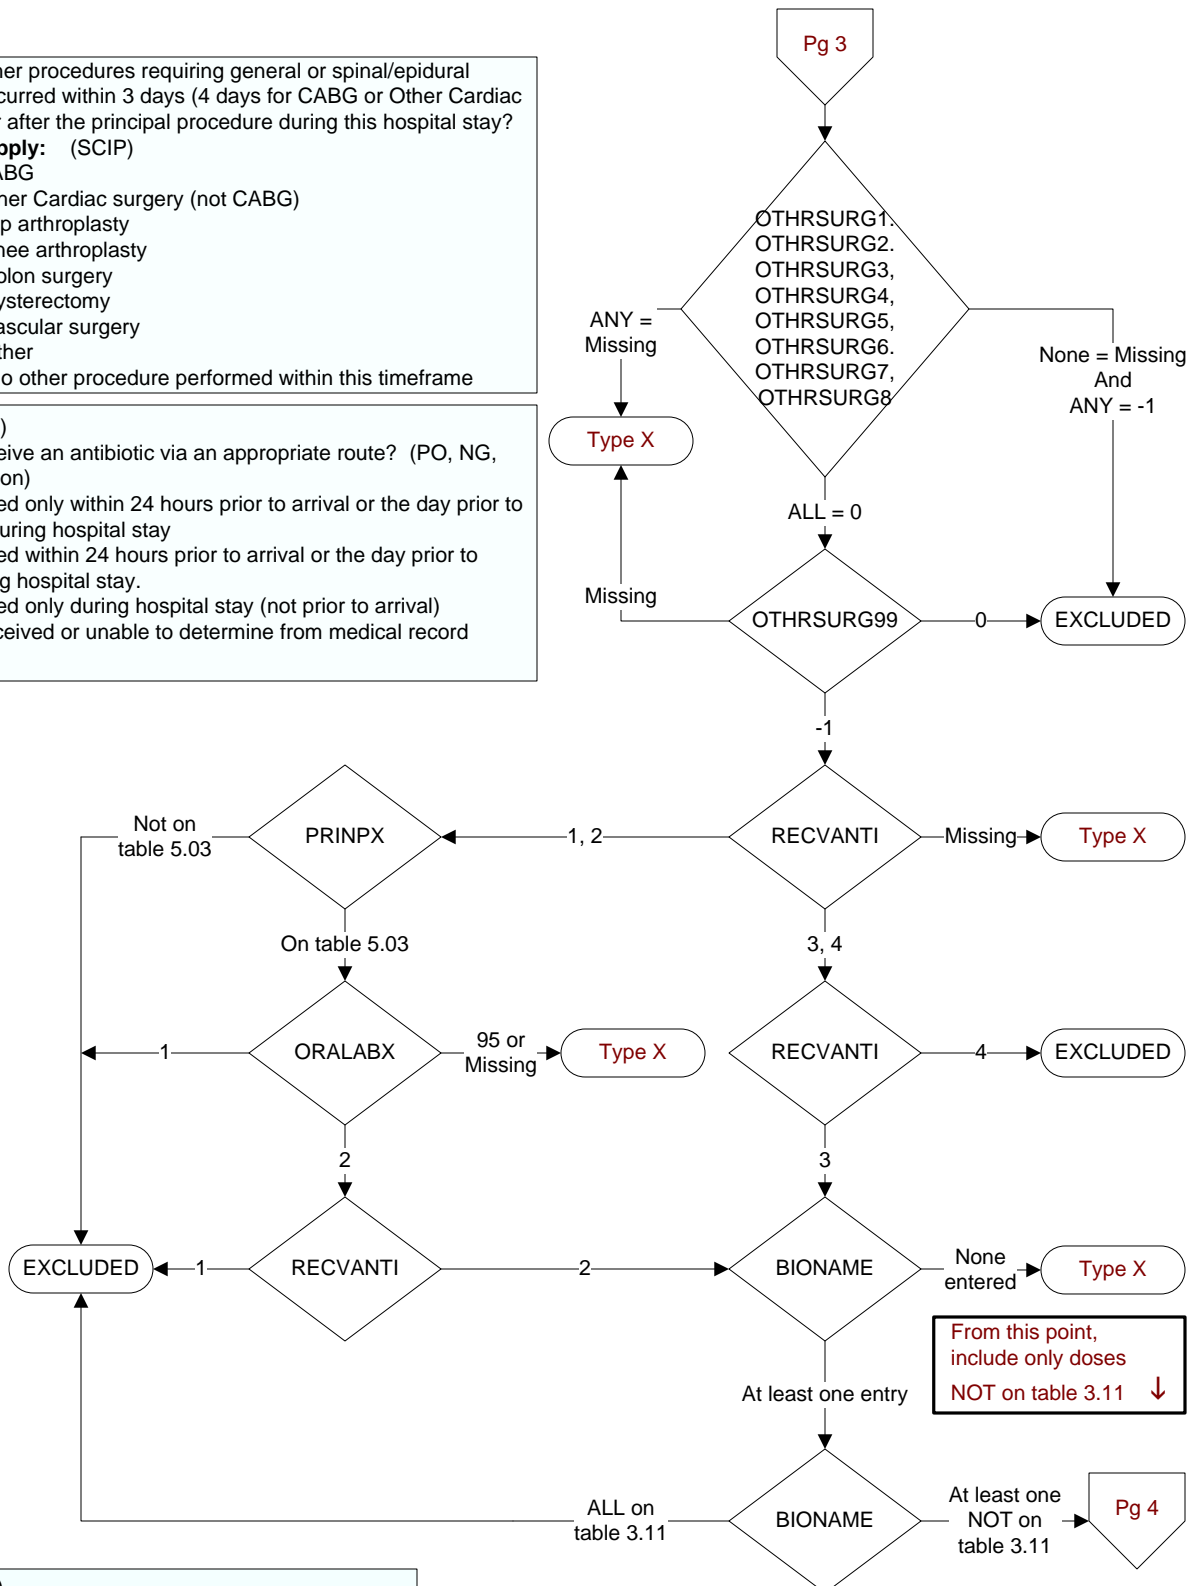 Pg 3
ner procedures requiring general or spinal/epidural
curred within 3 days (4 days for CABG or Other Cardiac
r after the principal procedure during this hospital stay?
pply: (SCIP)
ABG
her Cardiac surgery (not CABG)
p arthroplasty
nee arthroplasty
olon surgery
ysterectomy
ascular surgery
ther
o other procedure performed within this timeframe
)
eive an antibiotic via an appropriate route? (PO, NG,
on)
ed only within 24 hours prior to arrival or the day prior to
uring hospital stay
ed within 24 hours prior to arrival or the day prior to
g hospital stay.
ed only during hospital stay (not prior to arrival)
ceived or unable to determine from medical record
OTHRSURG1.
OTHRSURG2.
OTHRSURG3,
OTHRSURG4,
OTHRSURG5,
OTHRSURG6.
OTHRSURG7,
OTHRSURG8
ANY =
Missing
None = Missing
And
ANY = -1
Type X
ALL = 0
Missing
OTHRSURG99
0
EXCLUDED
-1
Not on
table 5.03
PRINPX
1, 2
RECVANTI
Missing
Type X
On table 5.03
3, 4
1
ORALABX
95 or
Missing
Type X
RECVANTI
4
EXCLUDED
2
3
EXCLUDED
1
RECVANTI
2
BIONAME
None
entered
Type X
From this point,
include only doses
NOT on table 3.11 ↓
At least one entry
ALL on
table 3.11
BIONAME
At least one
NOT on
table 3.11
Pg 4
)